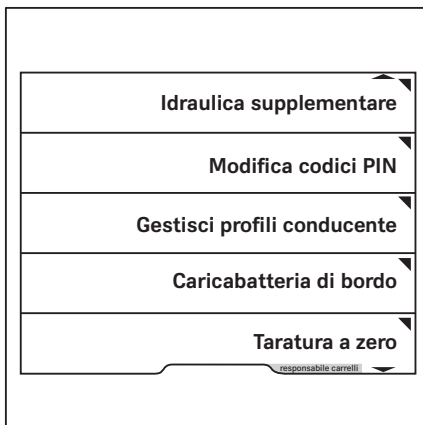 Idraulica supplementare
Modifica codici PIN
Gestisci profili conducente
Caricabatteria di bordo
Taratura a zero
responsabile carrelli